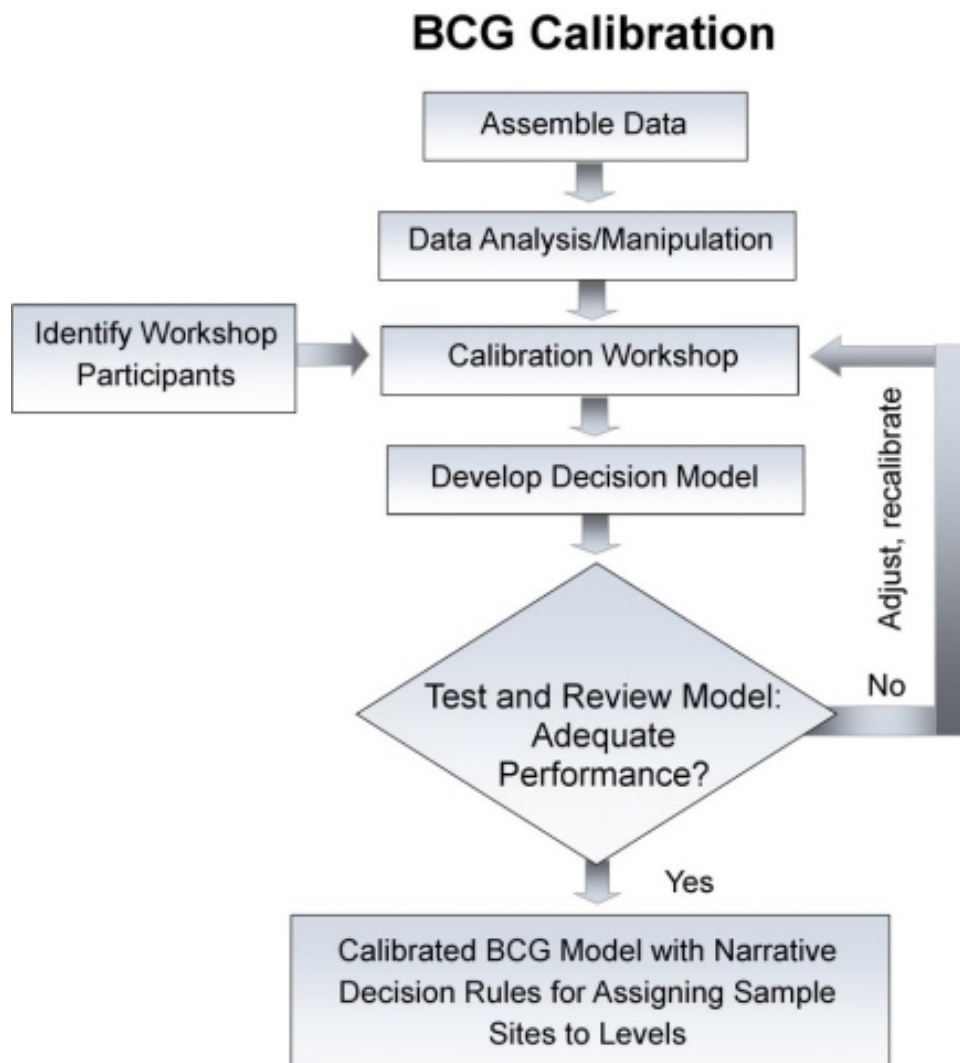 BCG Calibration
Assemble Data
Data Analysis/Manipulation
Identify Workshop
Participants
Calibration Workshop
Develop Decision Model
Adjust, recalibrate
Test and Review Model:
Adequate
Performance?
No
Yes
Calibrated BCG Model with Narrative
Decision Rules for Assigning Sample
Sites to Levels